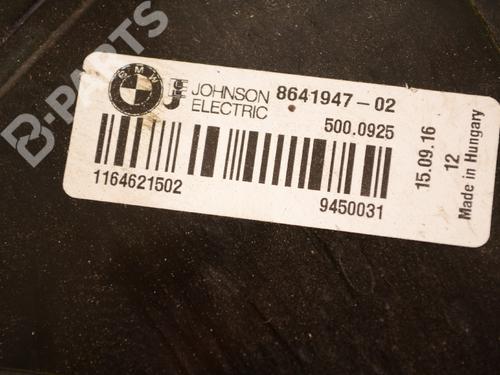 B-PARTS
BMW
JOHNSON
ELECTRIC
8641947-02
500.0925
1164621502
9450031
15.09.16
12
Made in Hungary